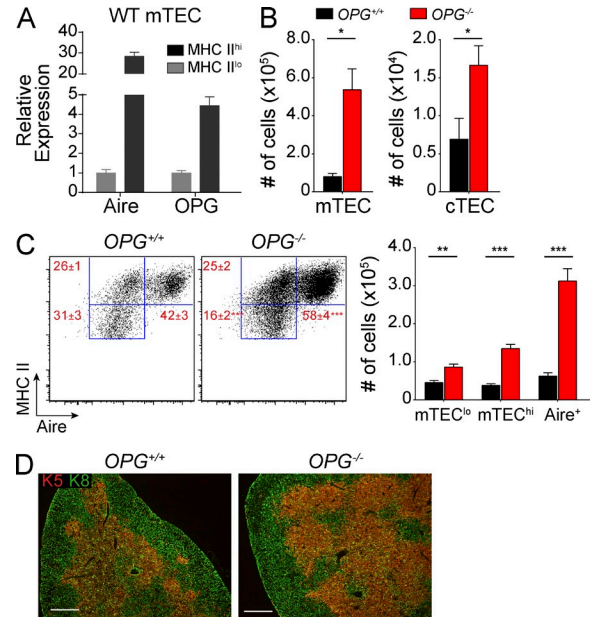 A
WT mTEC
Relative
Expression
30
20
10
6
4
2
1
0
MHC IIhi
MHC IIlo
Aire
OPG
B
OPG+/+
OPG-/-
# of cells (x10⁵)
8.0
6.0
4.0
2.0
0
*
mTEC
# of cells (x10⁴)
2.0
1.5
1.0
0.5
0
*
cTEC
C
OPG+/+
OPG-/-
26±1
31±3
42±3
25±2
16±2***
58±4***
MHC II
Aire
# of cells (x10⁵)
4.0
3.0
2.0
1.0
0
**
***
***
mTEClo
mTEChi
Aire+
D
OPG+/+
OPG-/-
K5 K8